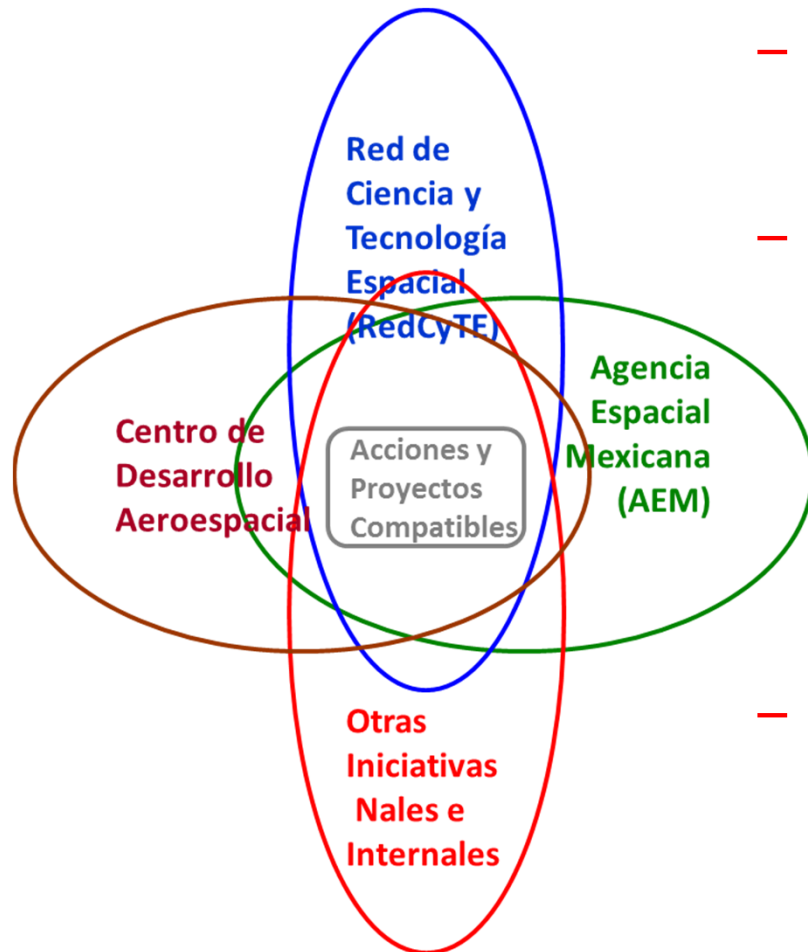 Red de
Ciencia y
Tecnología
Espacial
(RedCyTE)
Agencia
Espacial
Mexicana
(AEM)
Centro de
Desarrollo
Aeroespacial
Acciones y
Proyectos
Compatibles
Otras
Iniciativas
Nales e
Internales